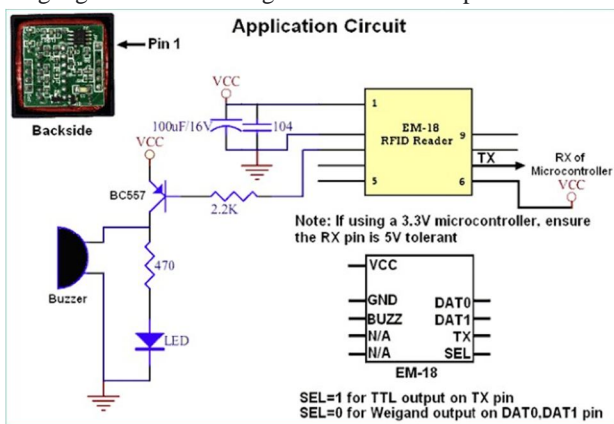 Application Circuit
Pin 1
Backside
VCC
100uF/16V
104
1
EM-18
RFID Reader
9
5
6
TX
RX of
Microcontroller
VCC
VCC
BC557
2.2K
Note: If using a 3.3V microcontroller, ensure
the RX pin is 5V tolerant
Buzzer
470
LED
VCC
GND
BUZZ
N/A
N/A
DAT0
DAT1
TX
SEL
EM-18
SEL=1 for TTL output on TX pin
SEL=0 for Weigand output on DAT0,DAT1 pin